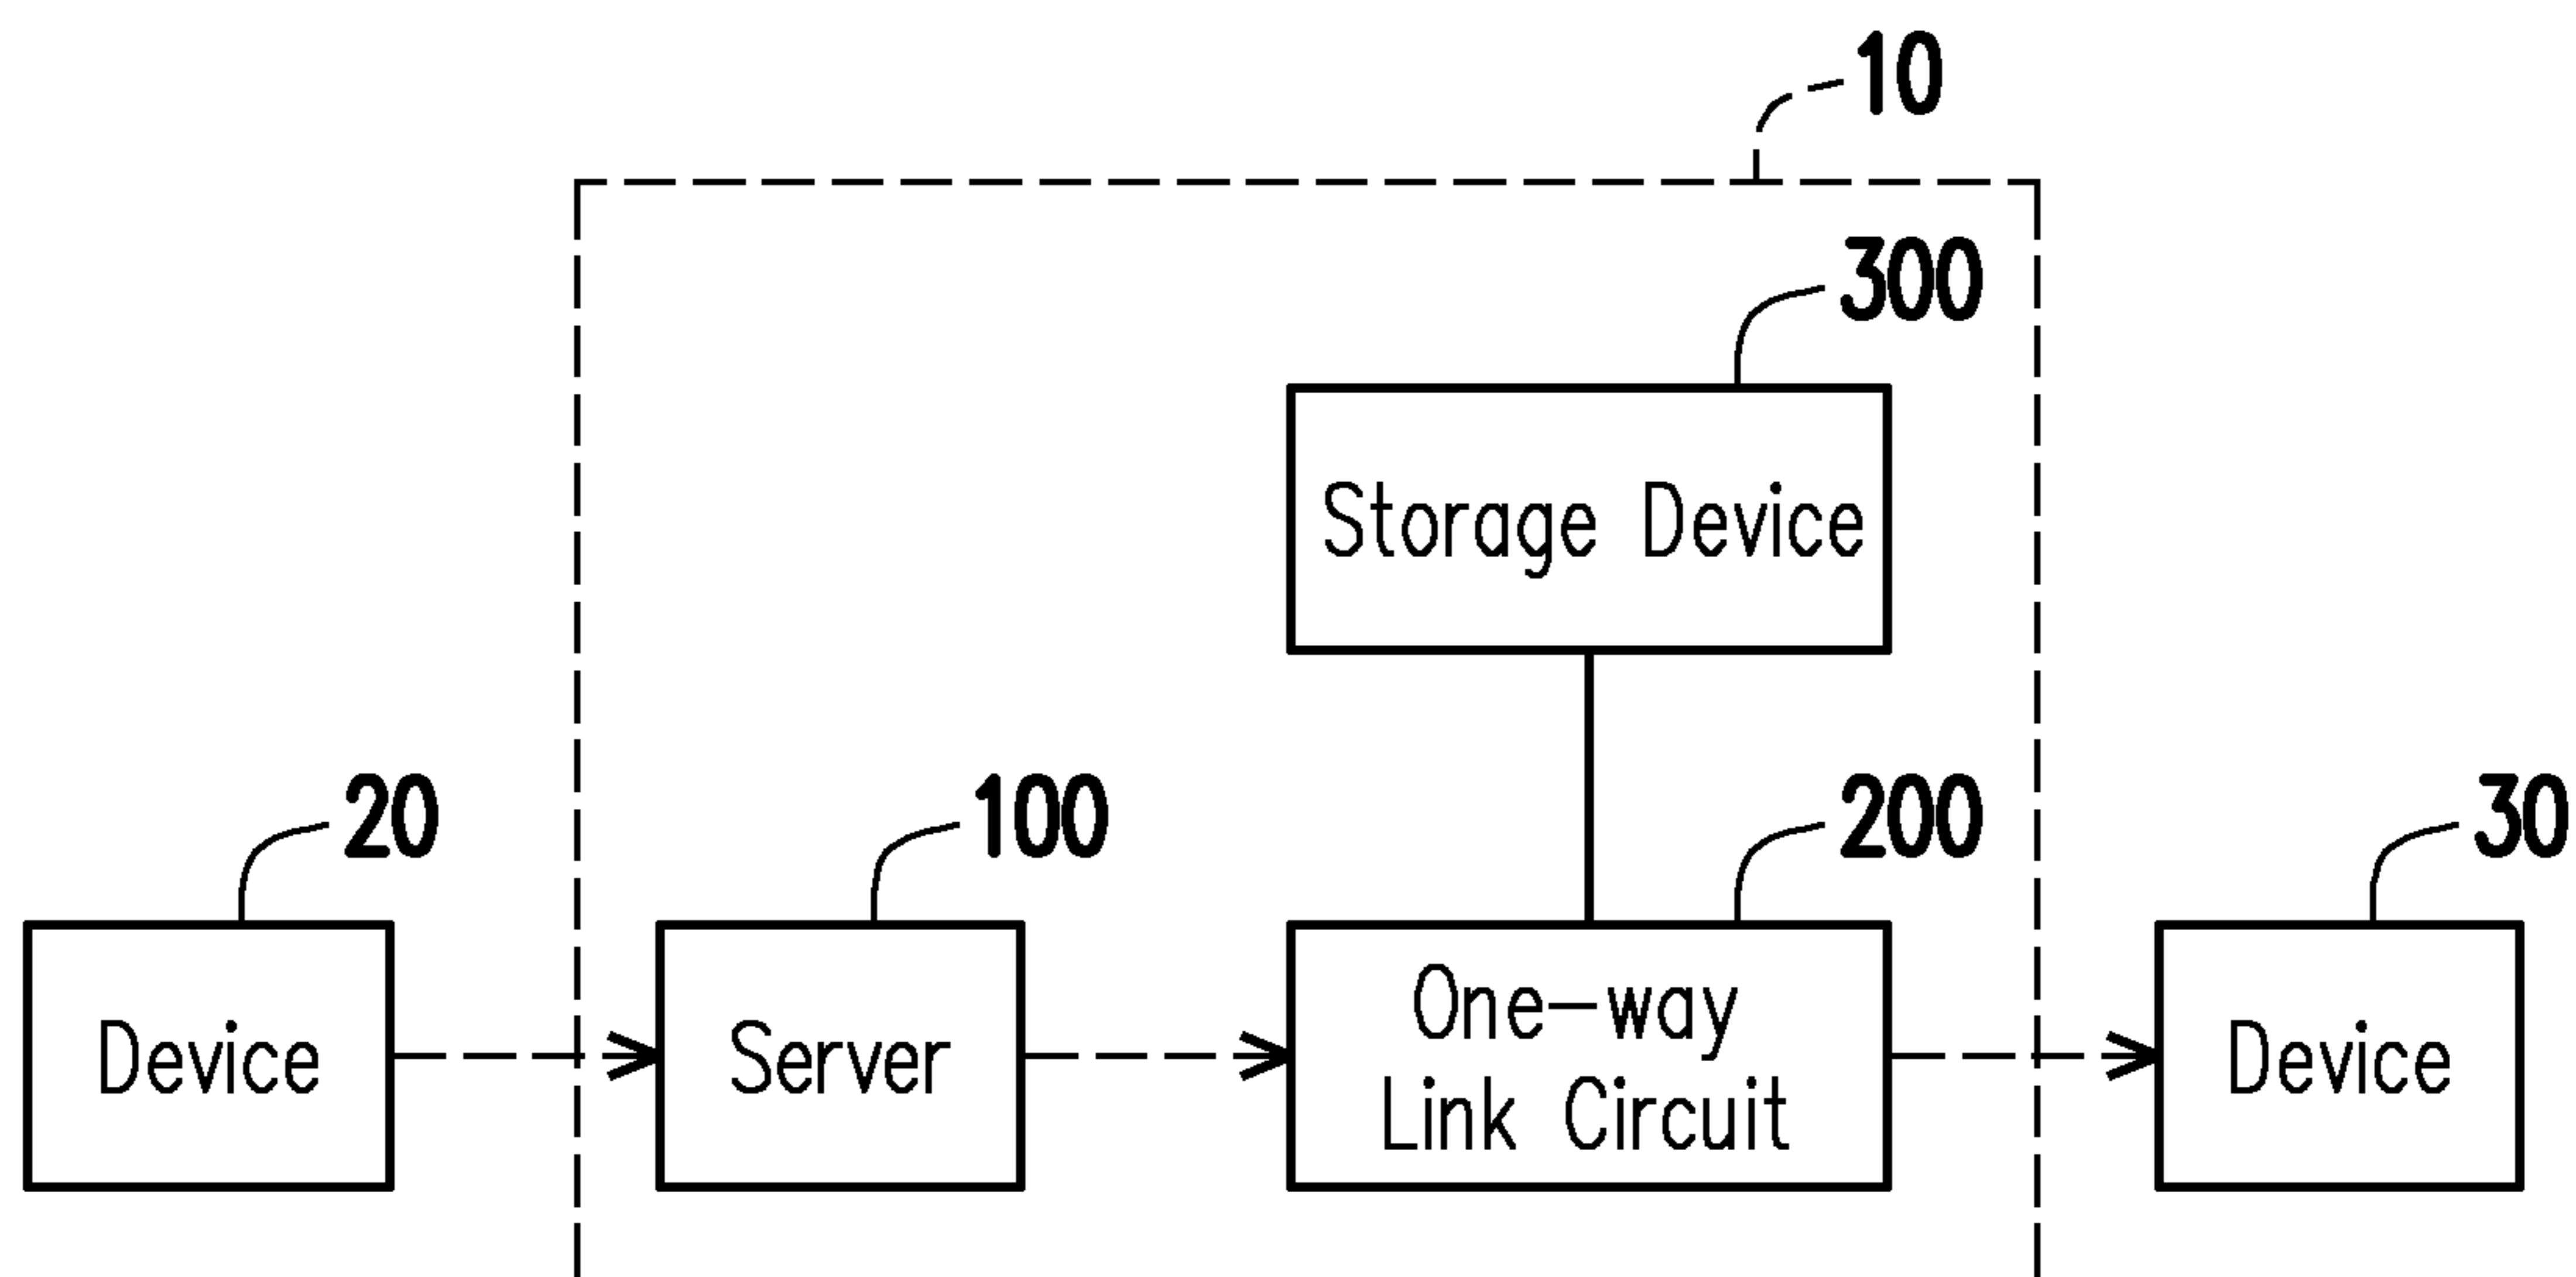 10
300
Storage Device
20
100
200
30
Device
Server
One-way
Link Circuit
Device